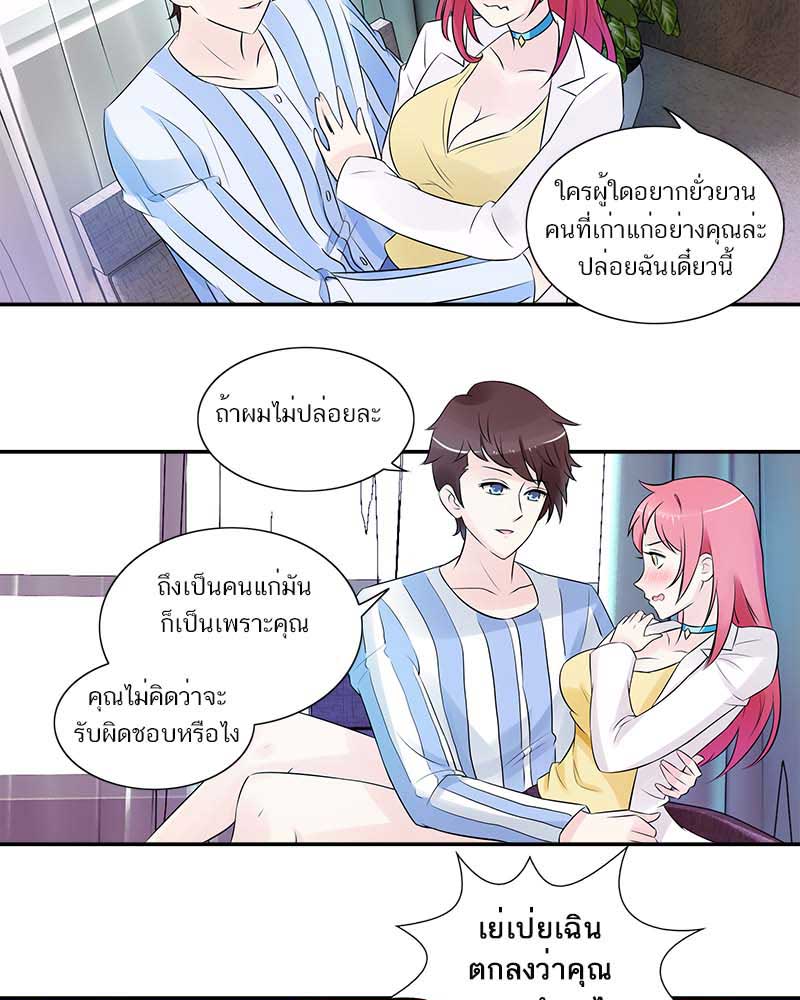 ใครผู้ใดอยากยั่วยวน
คนที่เก่าแก่อย่างคุณล่ะ
ปล่อยฉันเดี๋ยวนี้
ถ้าผมไม่ปล่อยละ
ถึงเป็นคนแก่มัน
ก็เป็นเพราะคุณ
คุณไม่คิดว่าจะ
รับผิดชอบหรือไง
เย่เป่ยเฉิน
ตกลงว่าคุณ